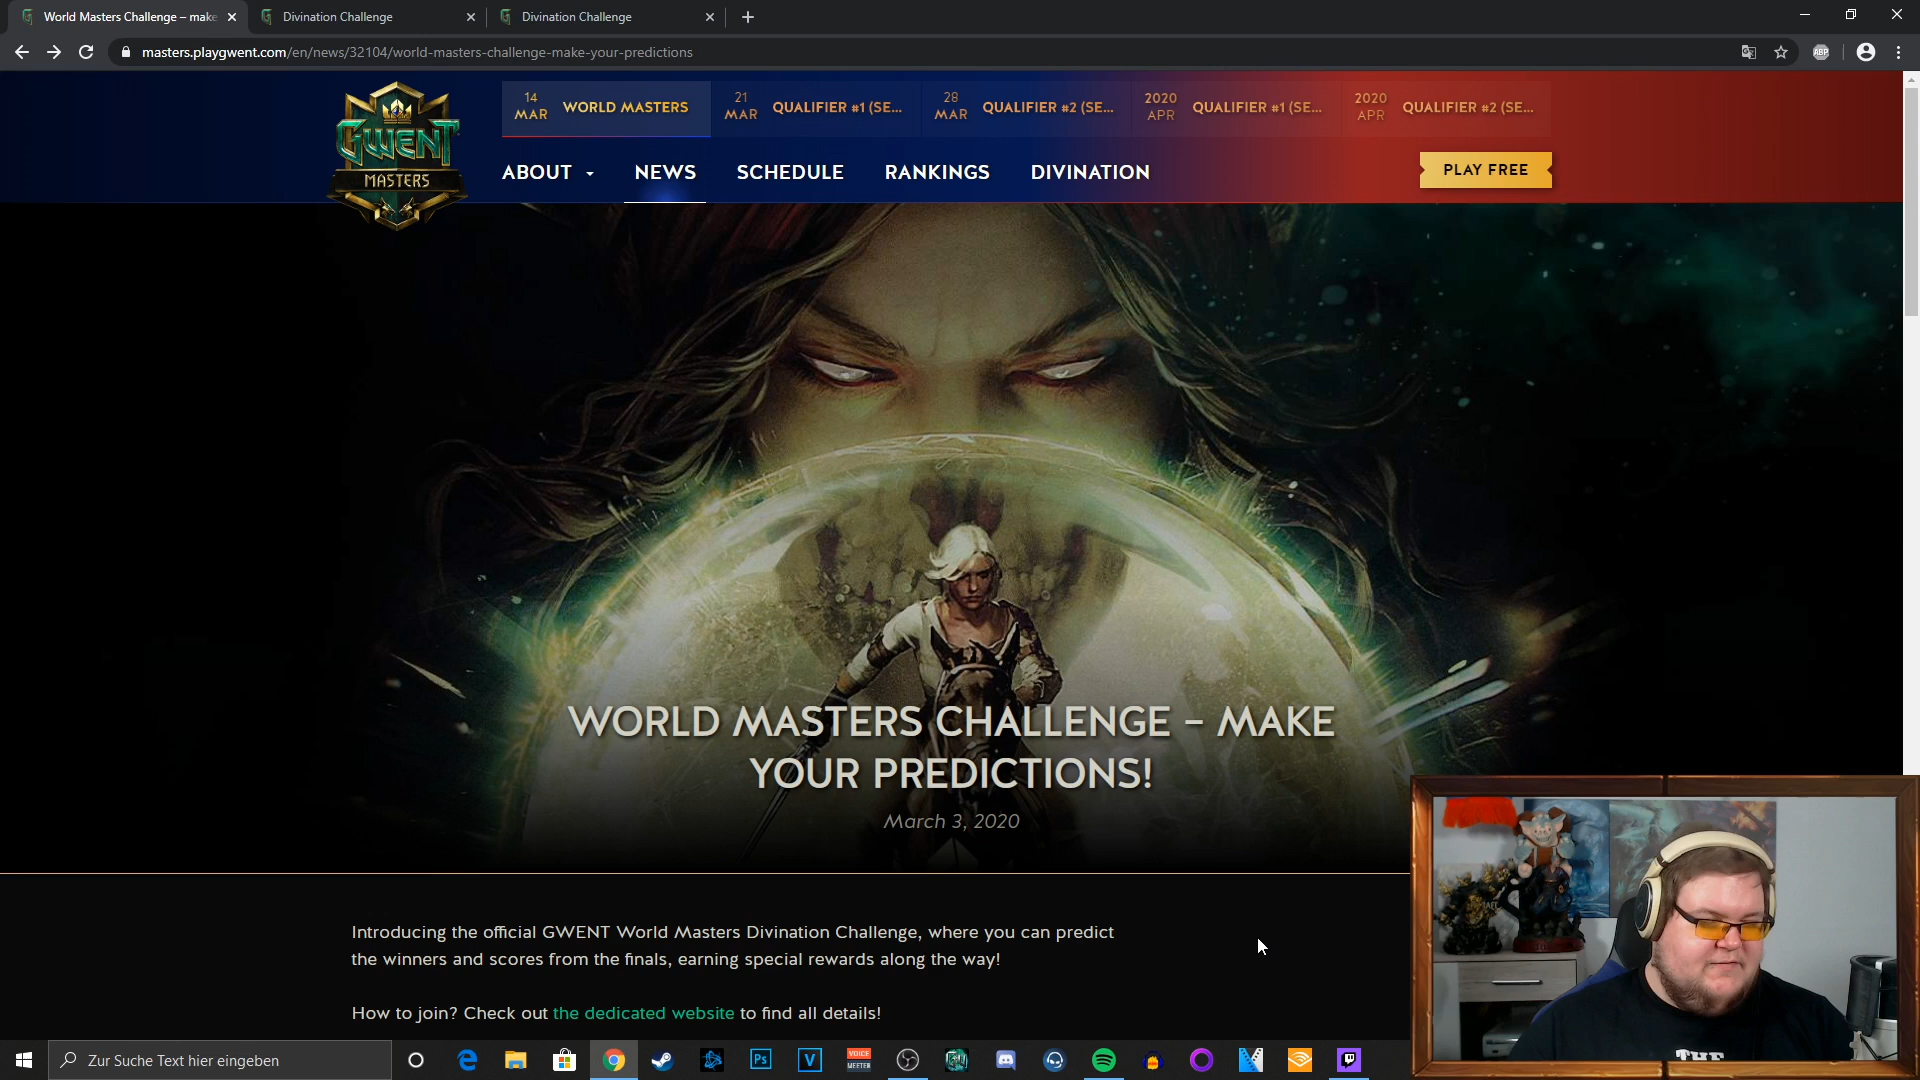 World Masters Challenge – make
Divination Challenge
Divination Challenge
masters.playgwent.com/en/news/32104/world-masters-challenge-make-your-predictions
ABP
14 MAR WORLD MASTERS
21 MAR QUALIFIER #1 (SE...
28 MAR QUALIFIER #2 (SE...
2020 APR QUALIFIER #1 (SE...
2020 APR QUALIFIER #2 (SE...
GWENT
MASTERS
ABOUT
NEWS
SCHEDULE
RANKINGS
DIVINATION
PLAY FREE
WORLD MASTERS CHALLENGE – MAKE
YOUR PREDICTIONS!
March 3, 2020
Introducing the official GWENT World Masters Divination Challenge, where you can predict
the winners and scores from the finals, earning special rewards along the way!
How to join? Check out the dedicated website to find all details!
THE
Zur Suche Text hier eingeben
Ps
V
VOICE
MEETER